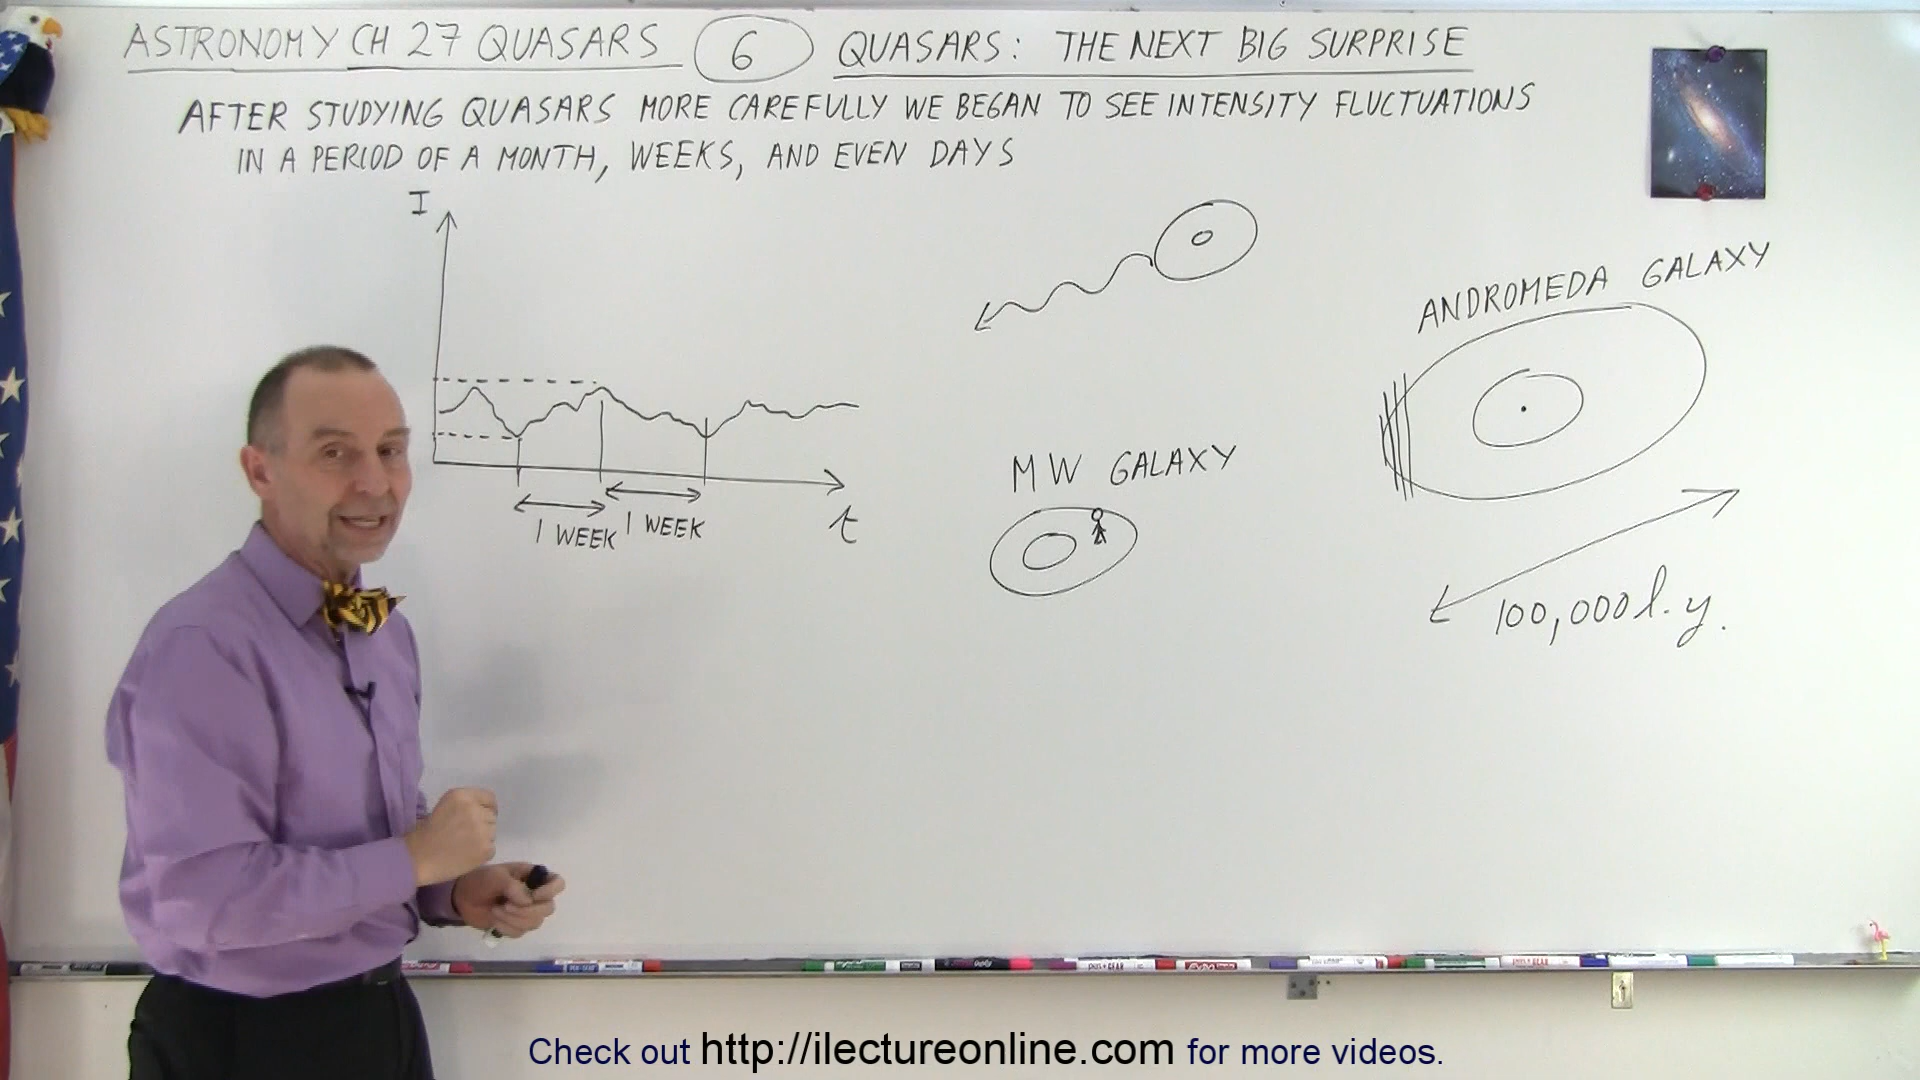 ASTRONOMY CH 27 QUASARS 6 QUASARS: THE NEXT BIG SURPRISE
AFTER STUDYING QUASARS MORE CAREFULLY WE BEGAN TO SEE INTENSITY FLUCTUATIONS
IN A PERIOD OF A MONTH, WEEKS, AND EVEN DAYS
I
t
1 WEEK
1 WEEK
MW GALAXY
ANDROMEDA GALAXY
100,000 l.y.
Check out http://ilectureonline.com for more videos.